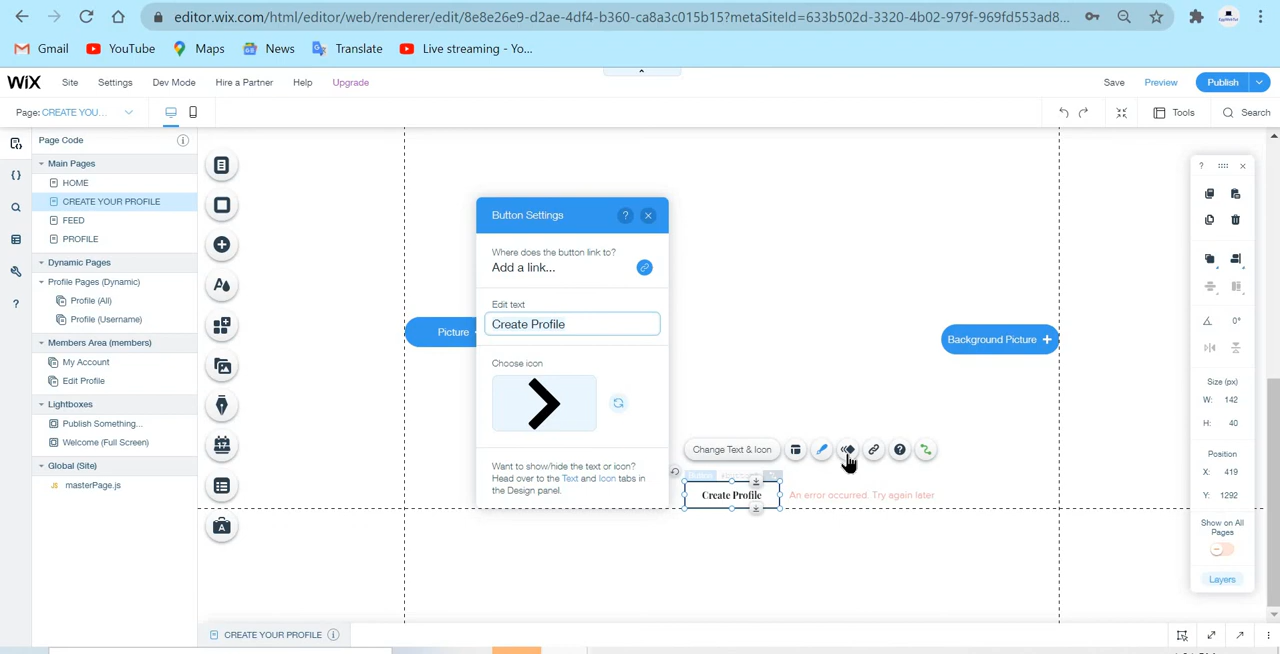 editor.wix.com/html/editor/web/renderer/edit/8e8e26e9-d2ae-4df4-b360-ca8a3c015b15?metaSiteId=633b502d-3320-4b02-979f-969fd553ad8...
Gmail YouTube Maps News Translate Live streaming - Yo...
WiX Site Settings Dev Mode Hire a Partner Help Upgrade Save Preview Publish
Page: CREATE YOU... Tools Search
Page Code
Main Pages
HOME
CREATE YOUR PROFILE
FEED
PROFILE
Dynamic Pages
Profile Pages (Dynamic)
Profile (All)
Profile (Username)
Members Area (members)
My Account
Edit Profile
Lightboxes
Publish Something...
Welcome (Full Screen)
Global (Site)
masterPage.js
Button Settings
Where does the button link to?
Add a link...
Edit text
Create Profile
Choose icon
Want to show/hide the text or icon?
Head over to the Text and Icon tabs in
the Design panel.
Picture
Background Picture +
Change Text & Icon
Create Profile
An error occurred. Try again later
0°
Size (px)
W: 142
H: 40
Position
X: 419
Y: 1292
Show on All
Pages
Layers
CREATE YOUR PROFILE